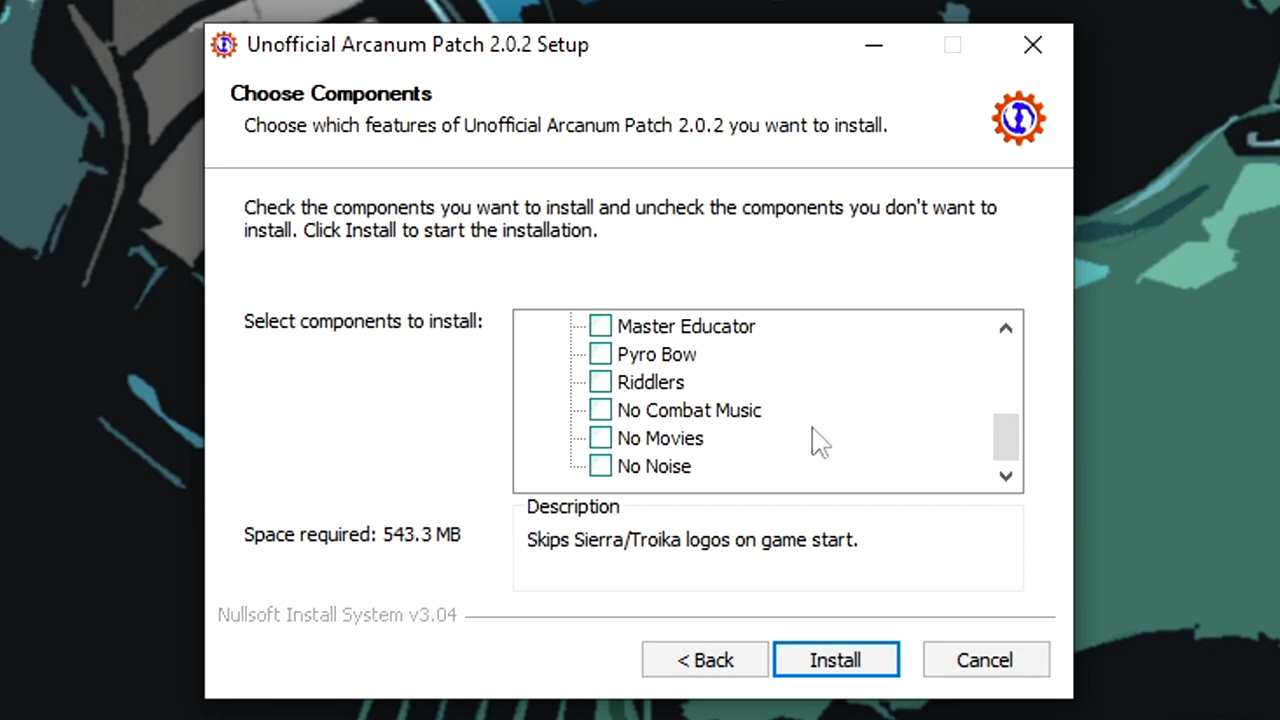 Unofficial Arcanum Patch 2.0.2 Setup
Choose Components
Choose which features of Unofficial Arcanum Patch 2.0.2 you want to install.
Check the components you want to install and uncheck the components you don't want to
install. Click Install to start the installation.
Select components to install:
Master Educator
Pyro Bow
Riddlers
No Combat Music
No Movies
No Noise
Space required: 543.3 MB
Description
Skips Sierra/Troika logos on game start.
Nullsoft Install System v3.04
< Back
Install
Cancel